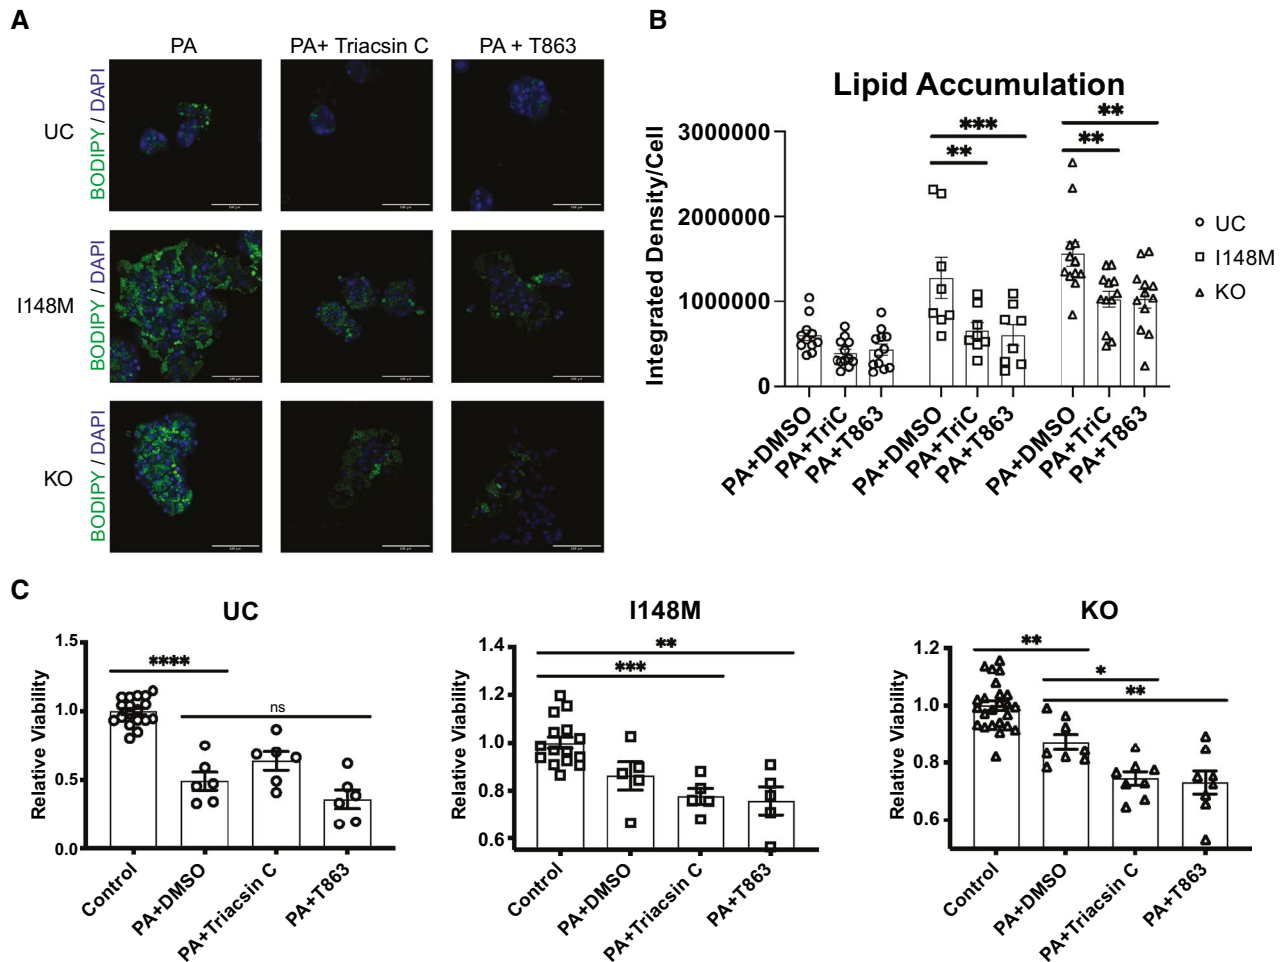 A
PA
PA+ Triacsin C
PA + T863
UC
BODIPY / DAPI
I148M
BODIPY / DAPI
KO
BODIPY / DAPI
B
Lipid Accumulation
Integrated Density/Cell
3000000
2000000
1000000
0
***
**
**
**
PA+DMSO
PA+TriC
PA+T863
PA+DMSO
PA+TriC
PA+T863
PA+DMSO
PA+TriC
PA+T863
UC
I148M
KO
C
UC
Relative Viability
1.5
1.0
0.5
0.0
****
ns
Control
PA+DMSO
PA+Triacsin C
PA+T863
I148M
Relative Viability
1.4
1.2
1.0
0.8
0.6
**
***
Control
PA+DMSO
PA+Triacsin C
PA+T863
KO
Relative Viability
1.2
1.0
0.8
0.6
**
*
**
Control
PA+DMSO
PA+Triacsin C
PA+T863